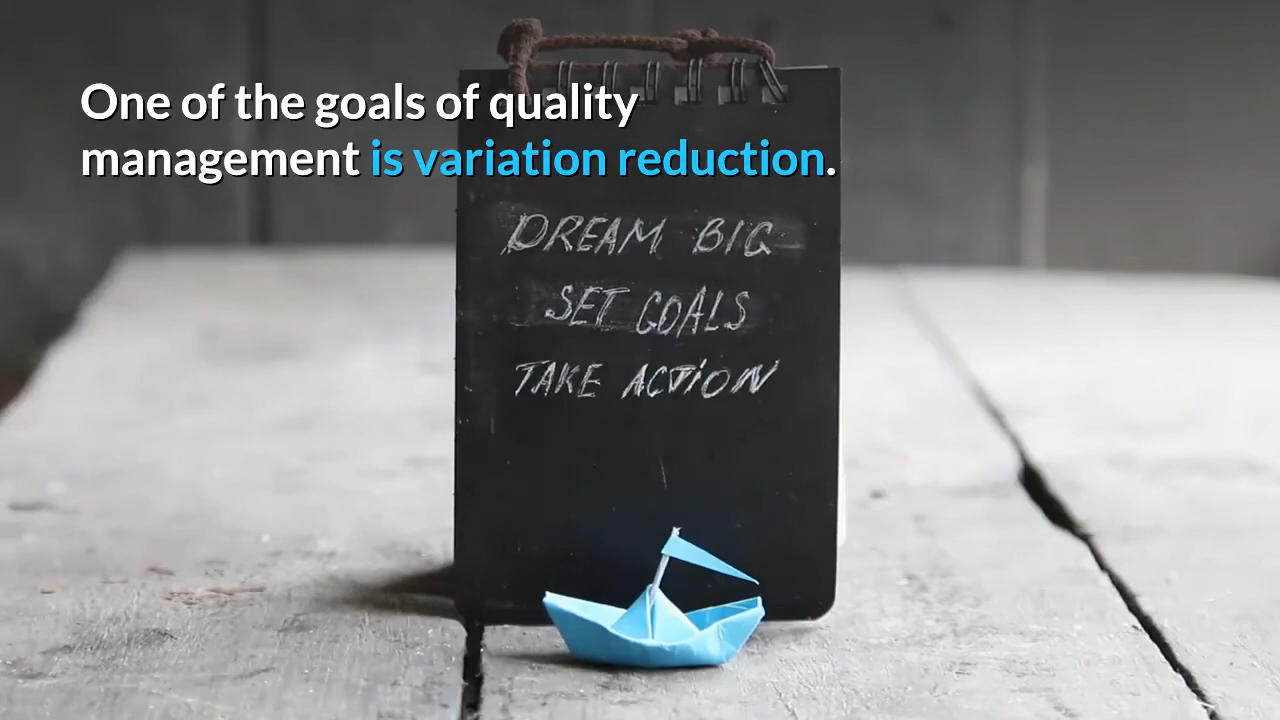 One of the goals of quality
management is variation reduction.
DREAM BIG
SET GOALS
TAKE ACTION